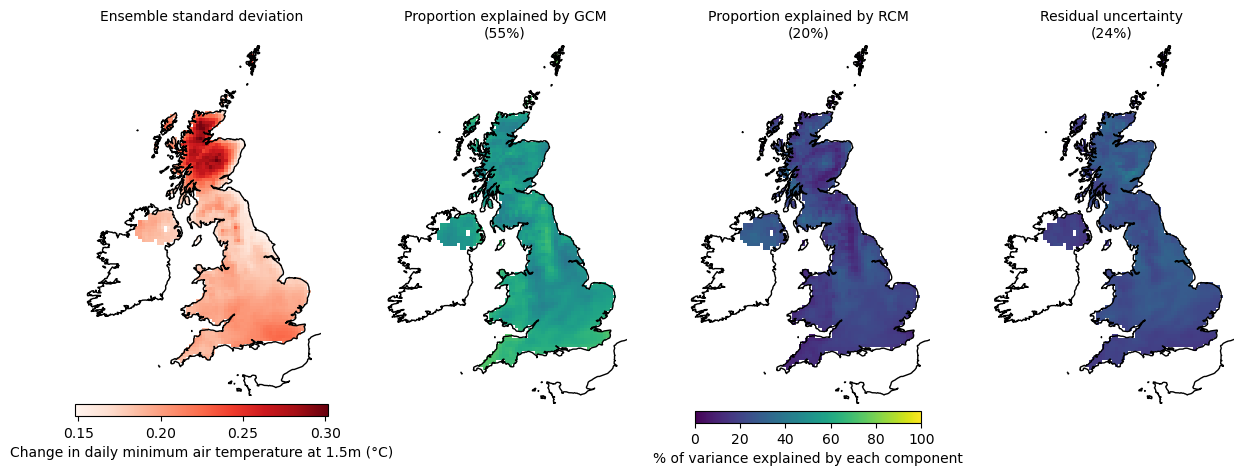 Ensemble standard deviation
Proportion explained by GCM
(55%)
Proportion explained by RCM
(20%)
Residual uncertainty
(24%)
0.15 0.20 0.25 0.30
Change in daily minimum air temperature at 1.5m (°C)
0 20 40 60 80 100
% of variance explained by each component